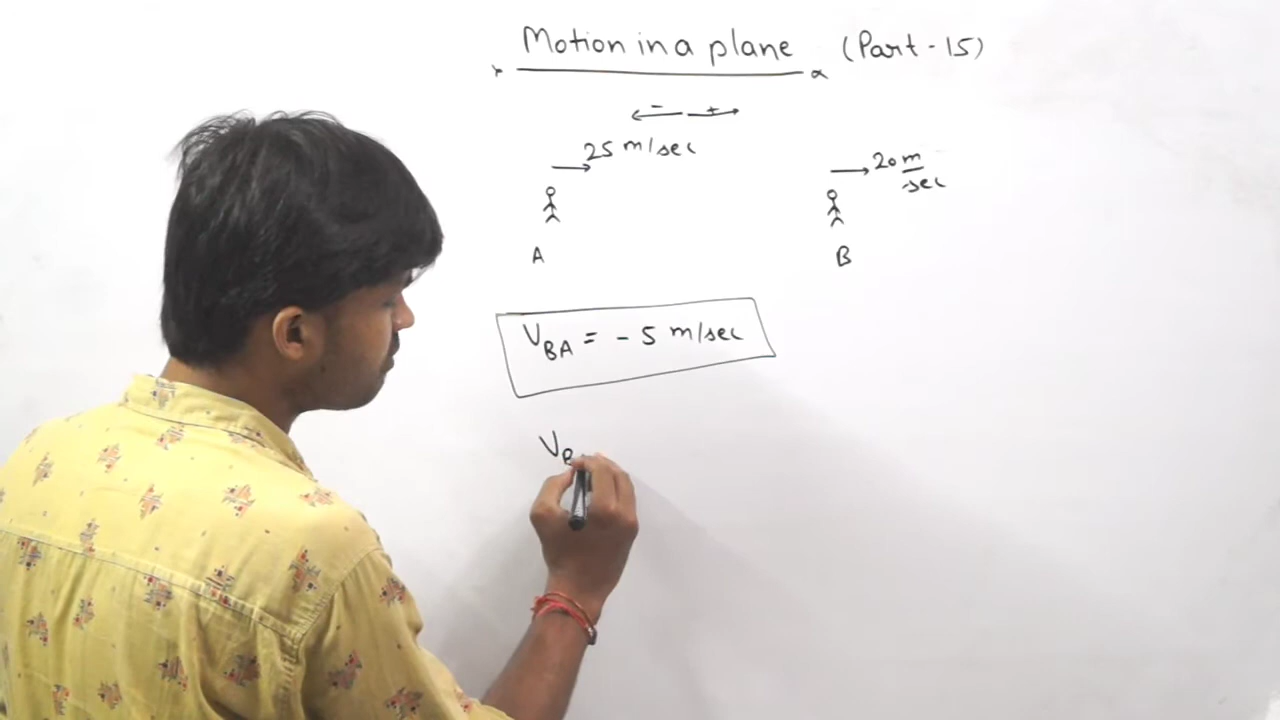 Motion in a plane (Part-15)
- +
25 m/sec
20 m/sec
A B
V_BA = - 5 m/sec
V_B